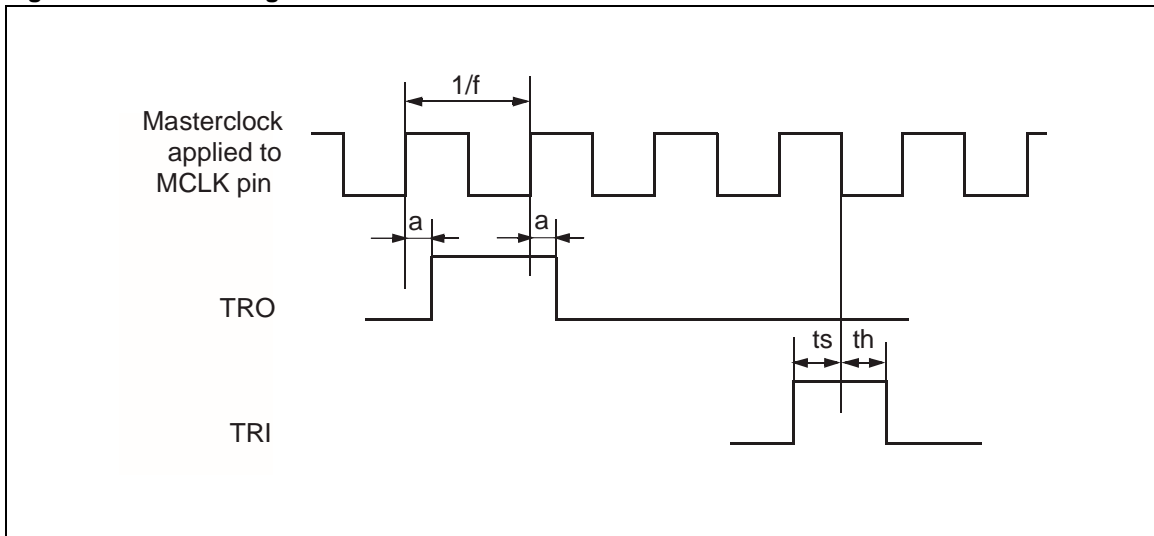 1/f
Masterclock
applied to
MCLK pin
a
a
TRO
ts
th
TRI